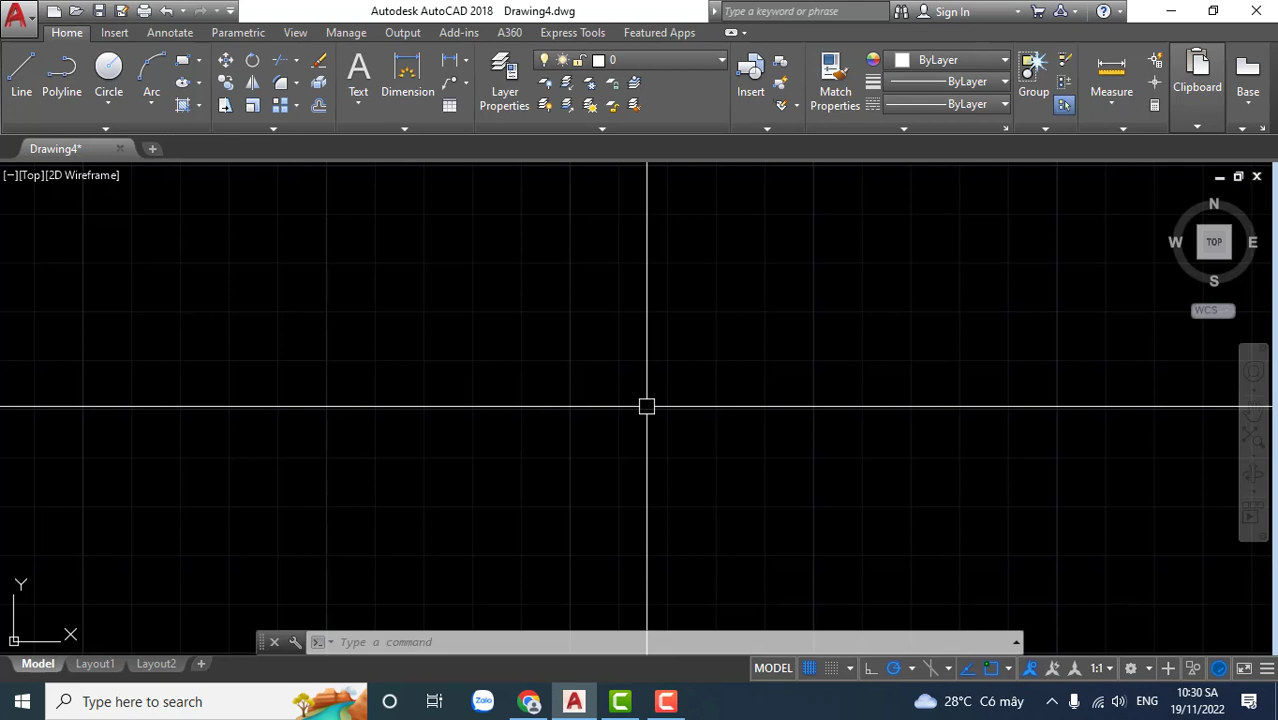 Autodesk AutoCAD 2018 Drawing4.dwg
Type a keyword or phrase
Sign In
Home Insert Annotate Parametric View Manage Output Add-ins A360 Express Tools Featured Apps
Line Polyline Circle Arc
Text Dimension
Layer Properties
0
Insert
Match Properties
ByLayer
ByLayer
ByLayer
Group
Measure
Clipboard
Base
Drawing4*
[−][Top][2D Wireframe]
N
W TOP E
S
WCS
Y
X
Type a command
Model Layout1 Layout2
MODEL
1:1
Type here to search
Zalo
28°C Có mây
ENG
10:30 SA
19/11/2022